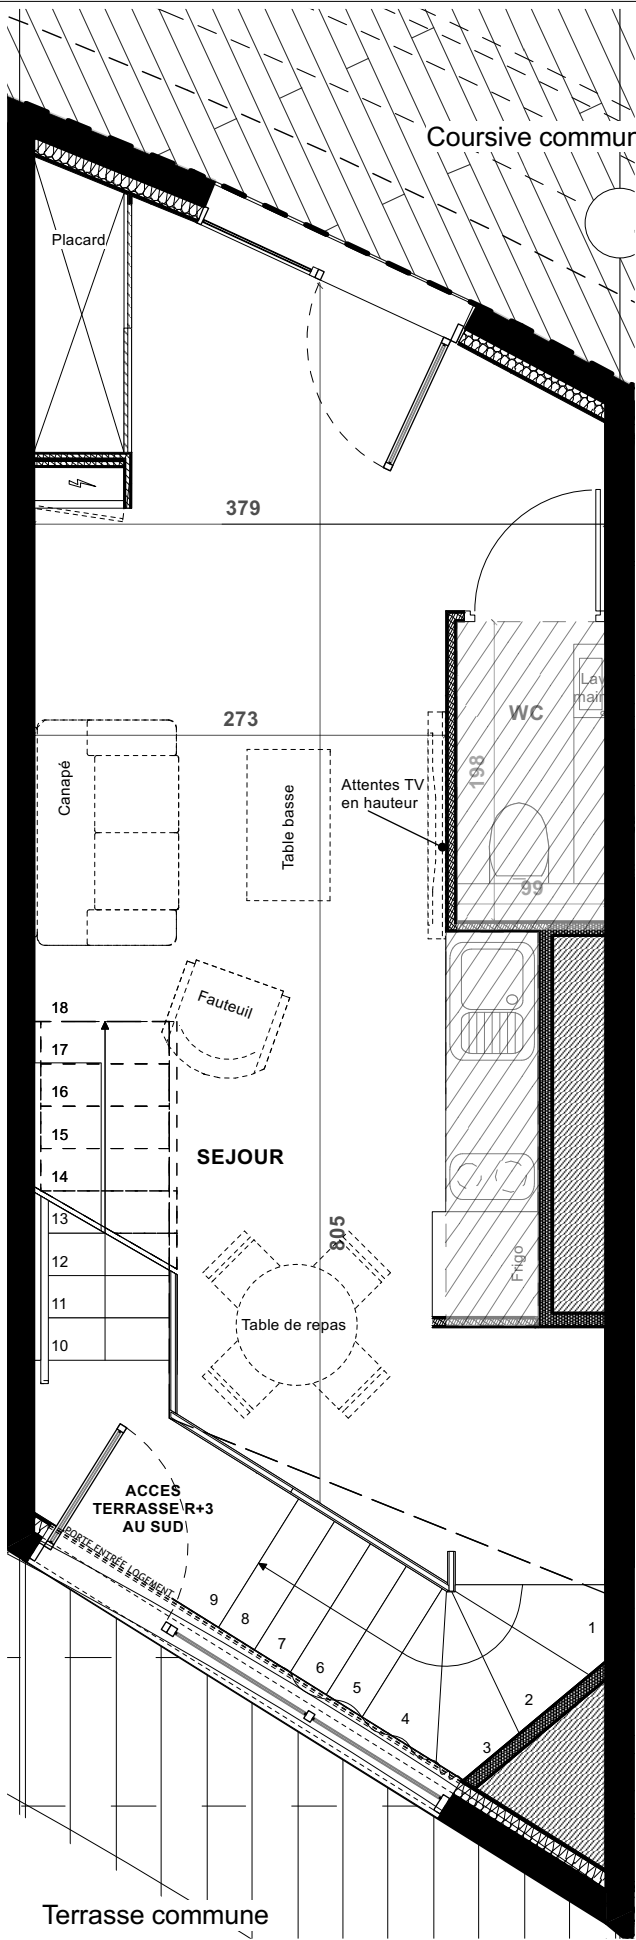 Coursive commun
Placard
379
273
WC
Lav
main
198
99
Attentes TV
en hauteur
Canapé
Table basse
Fauteuil
18
17
16
15
14
13
12
11
10
SEJOUR
805
Frigo
Table de repas
ACCES
TERRASSE R+3
AU SUD
PORTE ENTRÉE LOGEMENT
9
8
7
6
5
4
3
2
1
Terrasse commune